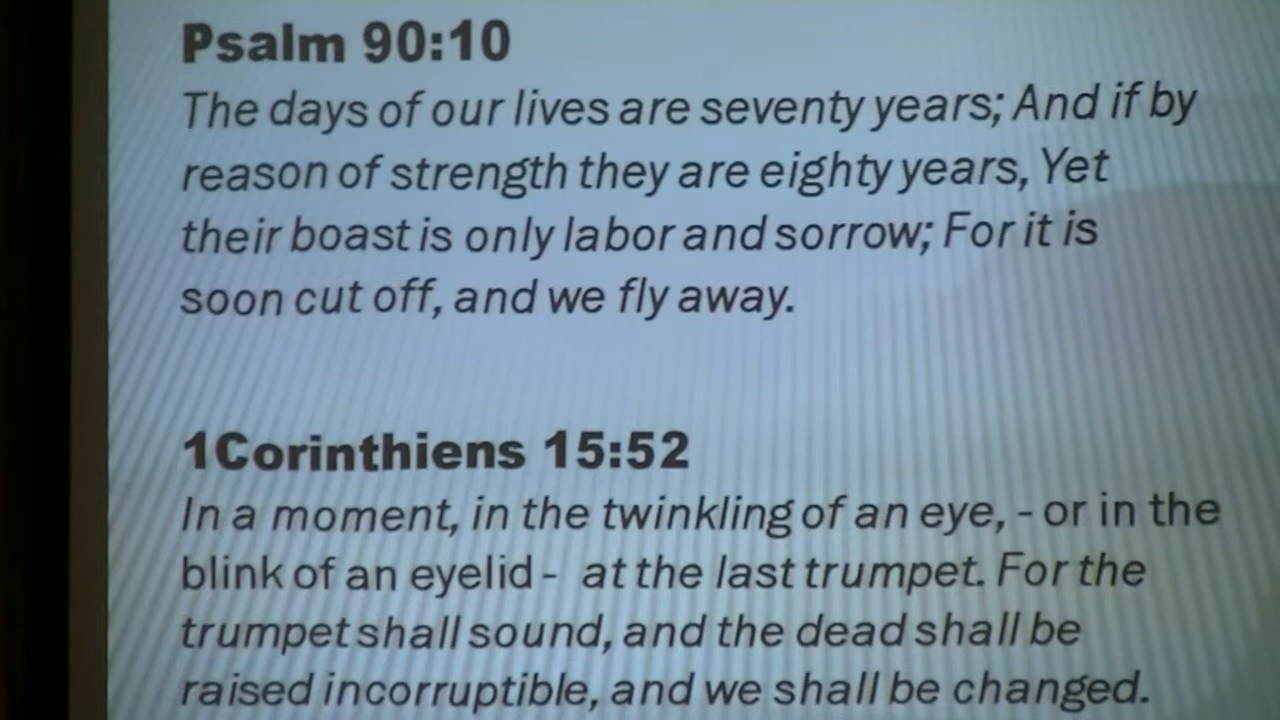 Psalm 90:10
The days of our lives are seventy years; And if by
reason of strength they are eighty years, Yet
their boast is only labor and sorrow; For it is
soon cut off, and we fly away.
1Corinthiens 15:52
In a moment, in the twinkling of an eye, - or in the
blink of an eyelid - at the last trumpet. For the
trumpet shall sound, and the dead shall be
raised incorruptible, and we shall be changed.